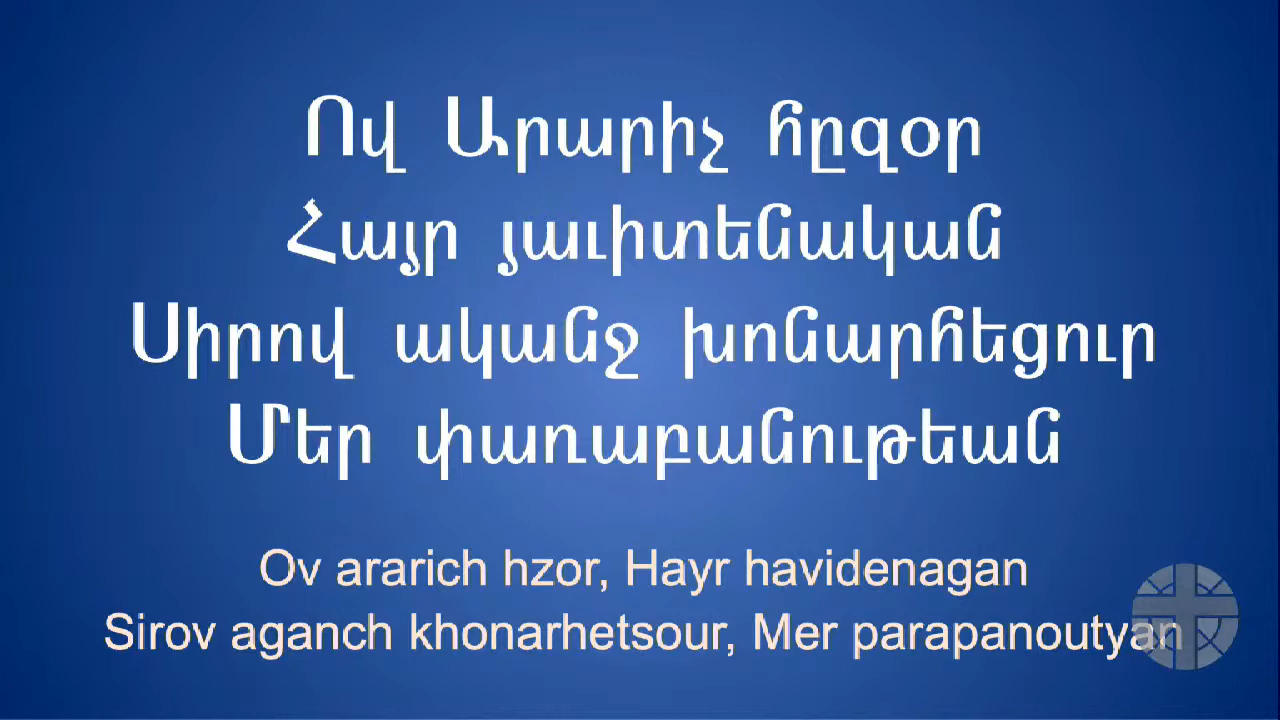 Ով Արարիչ հըզօր
Հայր յաւիտենական
Սիրով ականջ խոնարհեցուր
Մեր փառաբանութեան
Ov ararich hzor, Hayr havidenagan
Sirov aganch khonarhetsour, Mer parapanoutyan